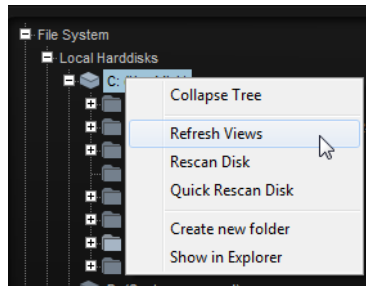 File System
Local Harddisks
C:
Collapse Tree
Refresh Views
Rescan Disk
Quick Rescan Disk
Create new folder
Show in Explorer